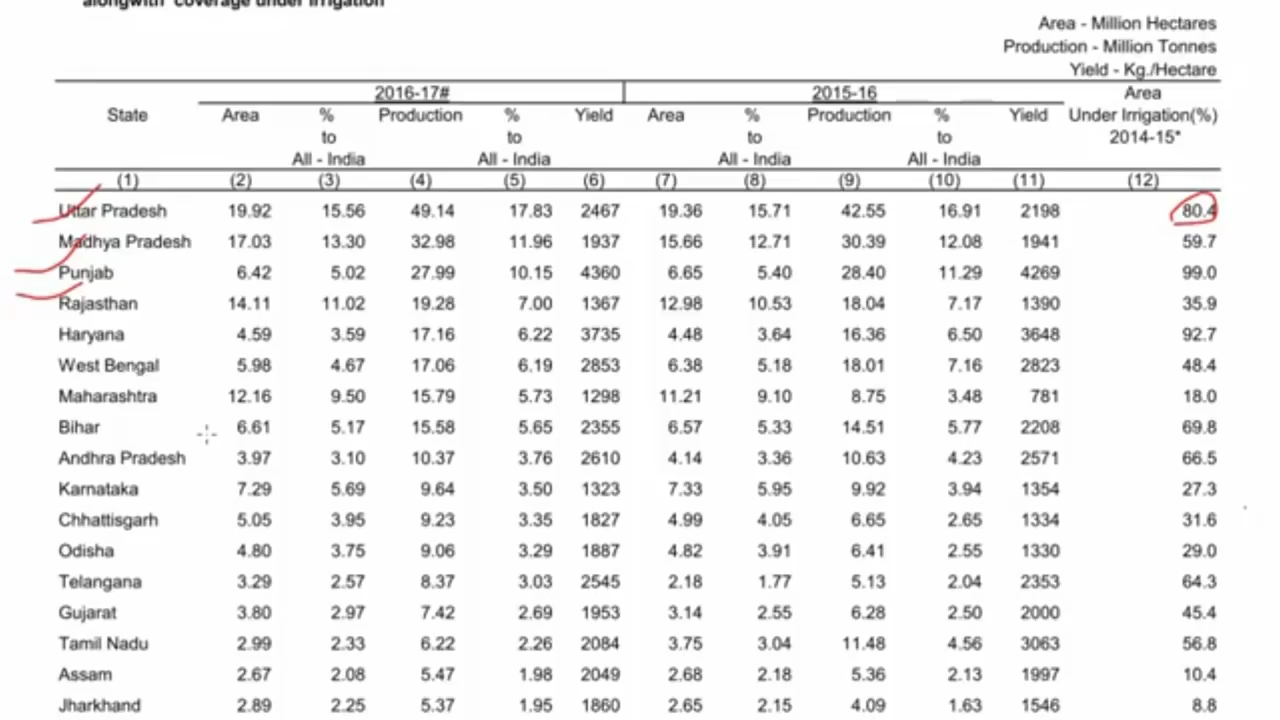 alongwith coverage under Irrigation
Area - Million Hectares
Production - Million Tonnes
Yield - Kg./Hectare
2016-17# 2015-16 Area
State Area % Production % Yield Area % Production % Yield Under Irrigation(%)
to to to to 2014-15*
All - India All - India All - India All - India
(1) (2) (3) (4) (5) (6) (7) (8) (9) (10) (11) (12)
Uttar Pradesh 19.92 15.56 49.14 17.83 2467 19.36 15.71 42.55 16.91 2198 80.4
Madhya Pradesh 17.03 13.30 32.98 11.96 1937 15.66 12.71 30.39 12.08 1941 59.7
Punjab 6.42 5.02 27.99 10.15 4360 6.65 5.40 28.40 11.29 4269 99.0
Rajasthan 14.11 11.02 19.28 7.00 1367 12.98 10.53 18.04 7.17 1390 35.9
Haryana 4.59 3.59 17.16 6.22 3735 4.48 3.64 16.36 6.50 3648 92.7
West Bengal 5.98 4.67 17.06 6.19 2853 6.38 5.18 18.01 7.16 2823 48.4
Maharashtra 12.16 9.50 15.79 5.73 1298 11.21 9.10 8.75 3.48 781 18.0
Bihar 6.61 5.17 15.58 5.65 2355 6.57 5.33 14.51 5.77 2208 69.8
Andhra Pradesh 3.97 3.10 10.37 3.76 2610 4.14 3.36 10.63 4.23 2571 66.5
Karnataka 7.29 5.69 9.64 3.50 1323 7.33 5.95 9.92 3.94 1354 27.3
Chhattisgarh 5.05 3.95 9.23 3.35 1827 4.99 4.05 6.65 2.65 1334 31.6
Odisha 4.80 3.75 9.06 3.29 1887 4.82 3.91 6.41 2.55 1330 29.0
Telangana 3.29 2.57 8.37 3.03 2545 2.18 1.77 5.13 2.04 2353 64.3
Gujarat 3.80 2.97 7.42 2.69 1953 3.14 2.55 6.28 2.50 2000 45.4
Tamil Nadu 2.99 2.33 6.22 2.26 2084 3.75 3.04 11.48 4.56 3063 56.8
Assam 2.67 2.08 5.47 1.98 2049 2.68 2.18 5.36 2.13 1997 10.4
Jharkhand 2.89 2.25 5.37 1.95 1860 2.65 2.15 4.09 1.63 1546 8.8